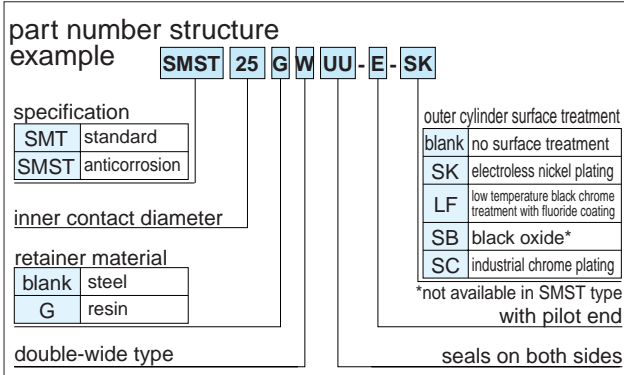 part number structure
example
SMST 25 G W UU - E - SK
specification
SMT standard
SMST anticorrosion
inner contact diameter
retainer material
blank steel
G resin
double-wide type
outer cylinder surface treatment
blank no surface treatment
SK electroless nickel plating
LF low temperature black chrome
treatment with fluoride coating
SB black oxide*
SC industrial chrome plating
*not available in SMST type
with pilot end
seals on both sides